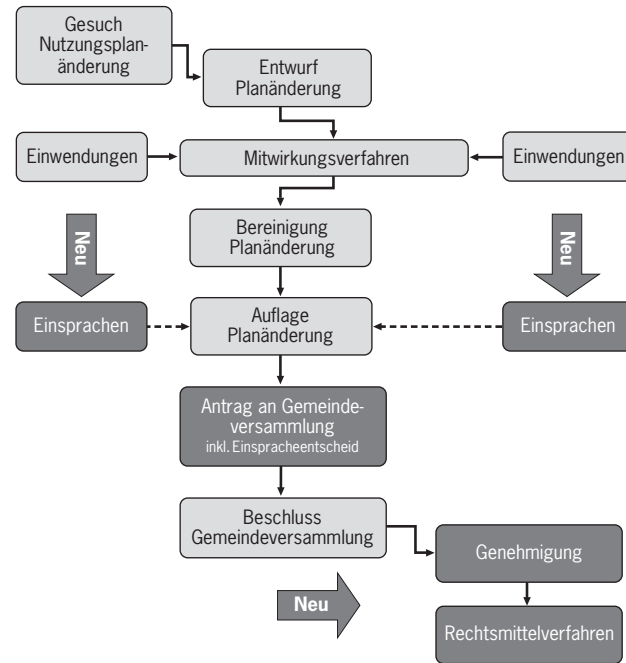 Gesuch
Nutzungsplan-
änderung
Entwurf
Planänderung
Einwendungen
Mitwirkungsverfahren
Einwendungen
Bereinigung
Planänderung
Neu
Neu
Einsprachen
Auflage
Planänderung
Einsprachen
Antrag an Gemeinde-
versammlung
inkl. Einspracheentscheid
Beschluss
Gemeindeversammlung
Genehmigung
Neu
Rechtsmittelverfahren